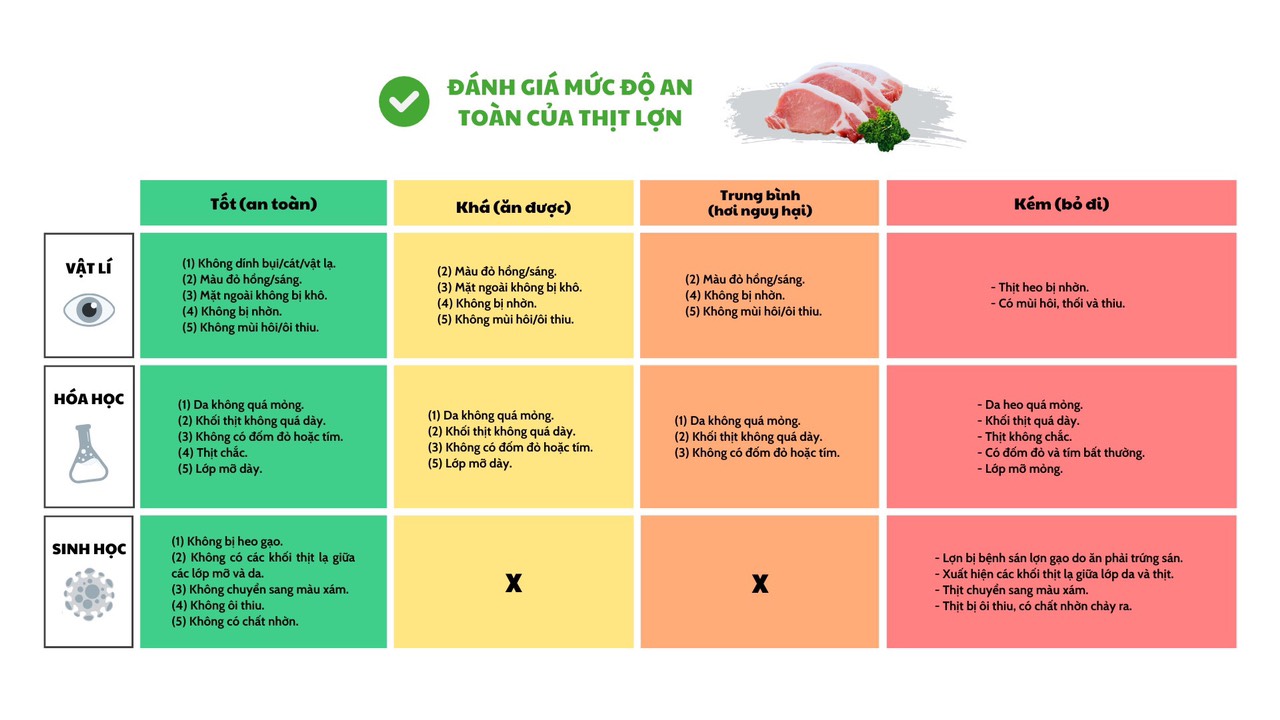 ĐÁNH GIÁ MỨC ĐỘ AN
TOÀN CỦA THỊT LỢN
Tốt (an toàn)
Khá (ăn được)
Trung bình
(hơi nguy hại)
Kém (bỏ đi)
VẬT LÍ
(1) Không dính bụi/cát/vật lạ.
(2) Màu đỏ hồng/sáng.
(3) Mặt ngoài không bị khô.
(4) Không bị nhờn.
(5) Không mùi hôi/ôi thiu.
(2) Màu đỏ hồng/sáng.
(3) Mặt ngoài không bị khô.
(4) Không bị nhờn.
(5) Không mùi hôi/ôi thiu.
(2) Màu đỏ hồng/sáng.
(4) Không bị nhờn.
(5) Không mùi hôi/ôi thiu.
- Thịt heo bị nhờn.
- Có mùi hôi, thối và thiu.
HÓA HỌC
(1) Da không quá mỏng.
(2) Khối thịt không quá dày.
(3) Không có đốm đỏ hoặc tím.
(4) Thịt chắc.
(5) Lớp mỡ dày.
(1) Da không quá mỏng.
(2) Khối thịt không quá dày.
(3) Không có đốm đỏ hoặc tím.
(5) Lớp mỡ dày.
(1) Da không quá mỏng.
(2) Khối thịt không quá dày.
(3) Không có đốm đỏ hoặc tím.
- Da heo quá mỏng.
- Khối thịt quá dày.
- Thịt không chắc.
- Có đốm đỏ và tím bất thường.
- Lớp mỡ mỏng.
SINH HỌC
(1) Không bị heo gạo.
(2) Không có các khối thịt lạ giữa
các lớp mỡ và da.
(3) Không chuyển sang màu xám.
(4) Không ôi thiu.
(5) Không có chất nhờn.
X
X
- Lợn bị bệnh sán lợn gạo do ăn phải trứng sán.
- Xuất hiện các khối thịt lạ giữa lớp da và thịt.
- Thịt chuyển sang màu xám.
- Thịt bị ôi thiu, có chất nhờn chảy ra.